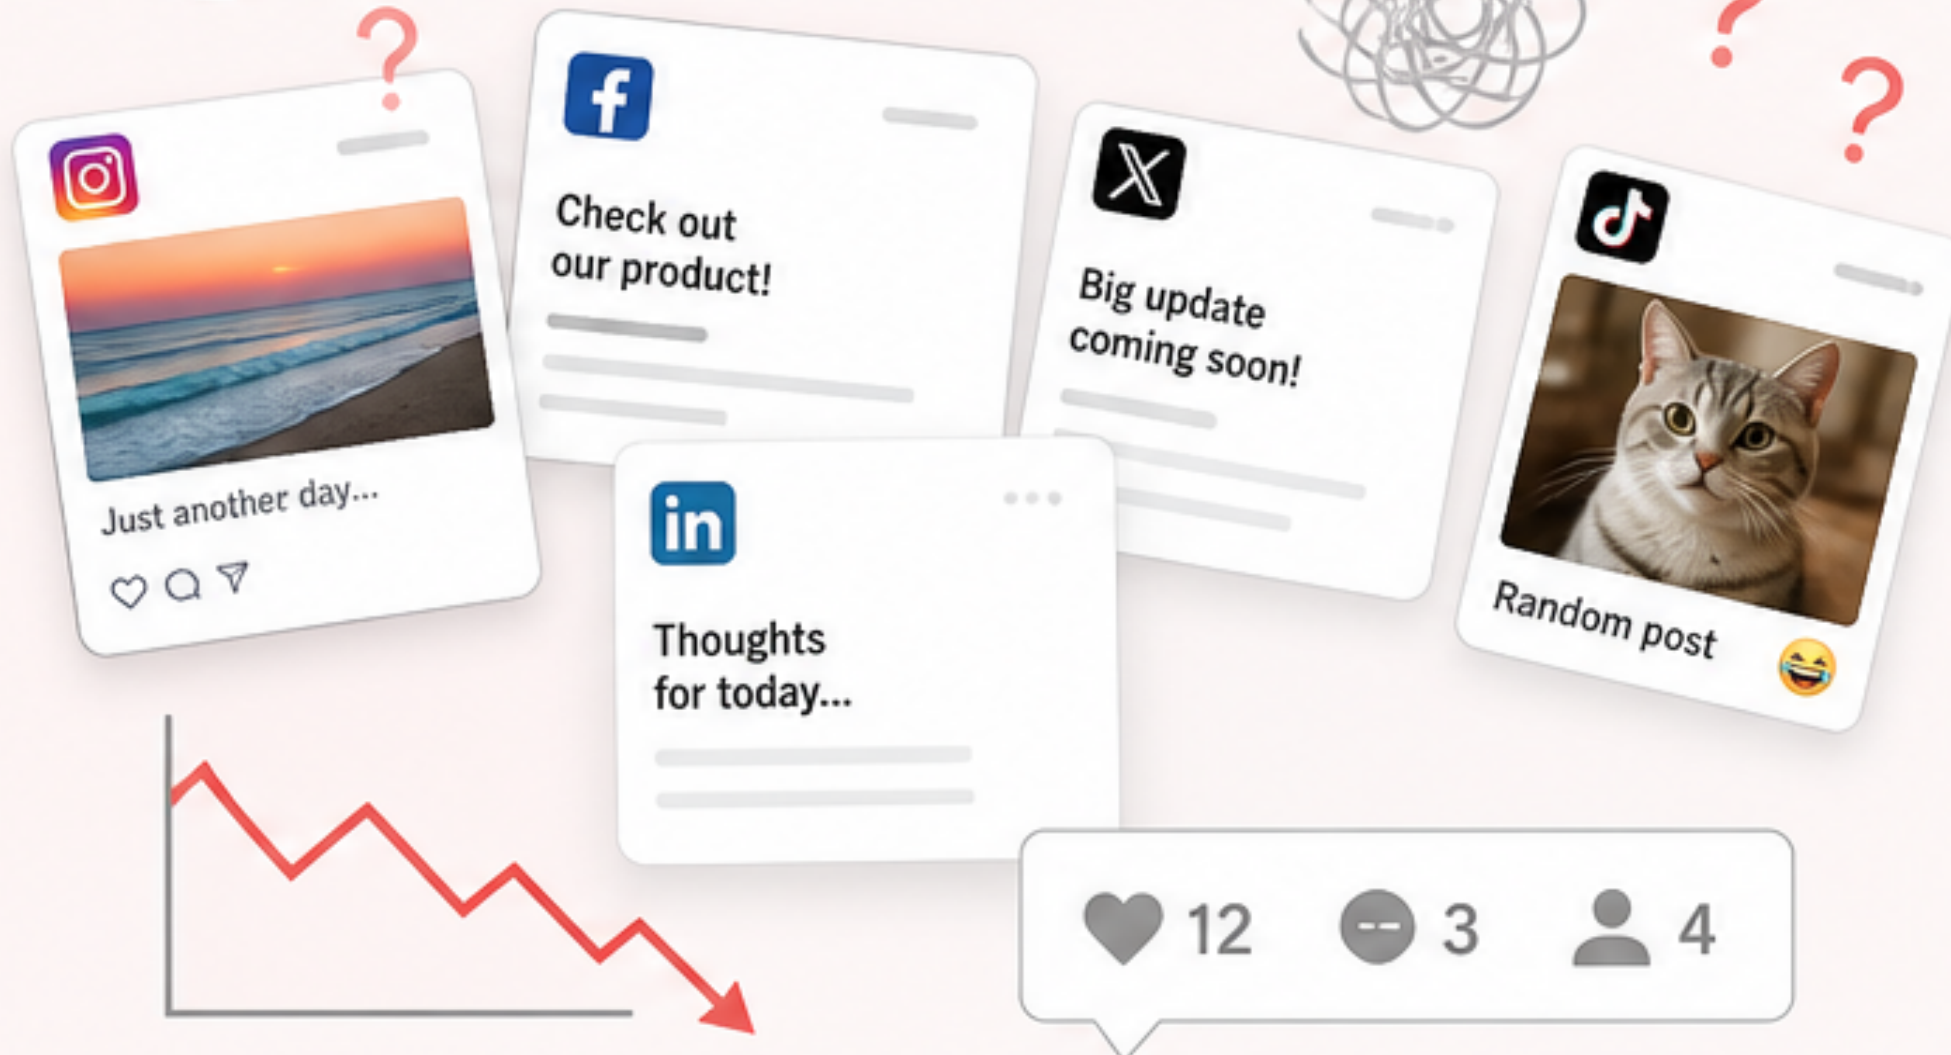 Check out
our product!
Big update
coming soon!
Just another day...
in
Thoughts
for today...
Random post
12
3
4